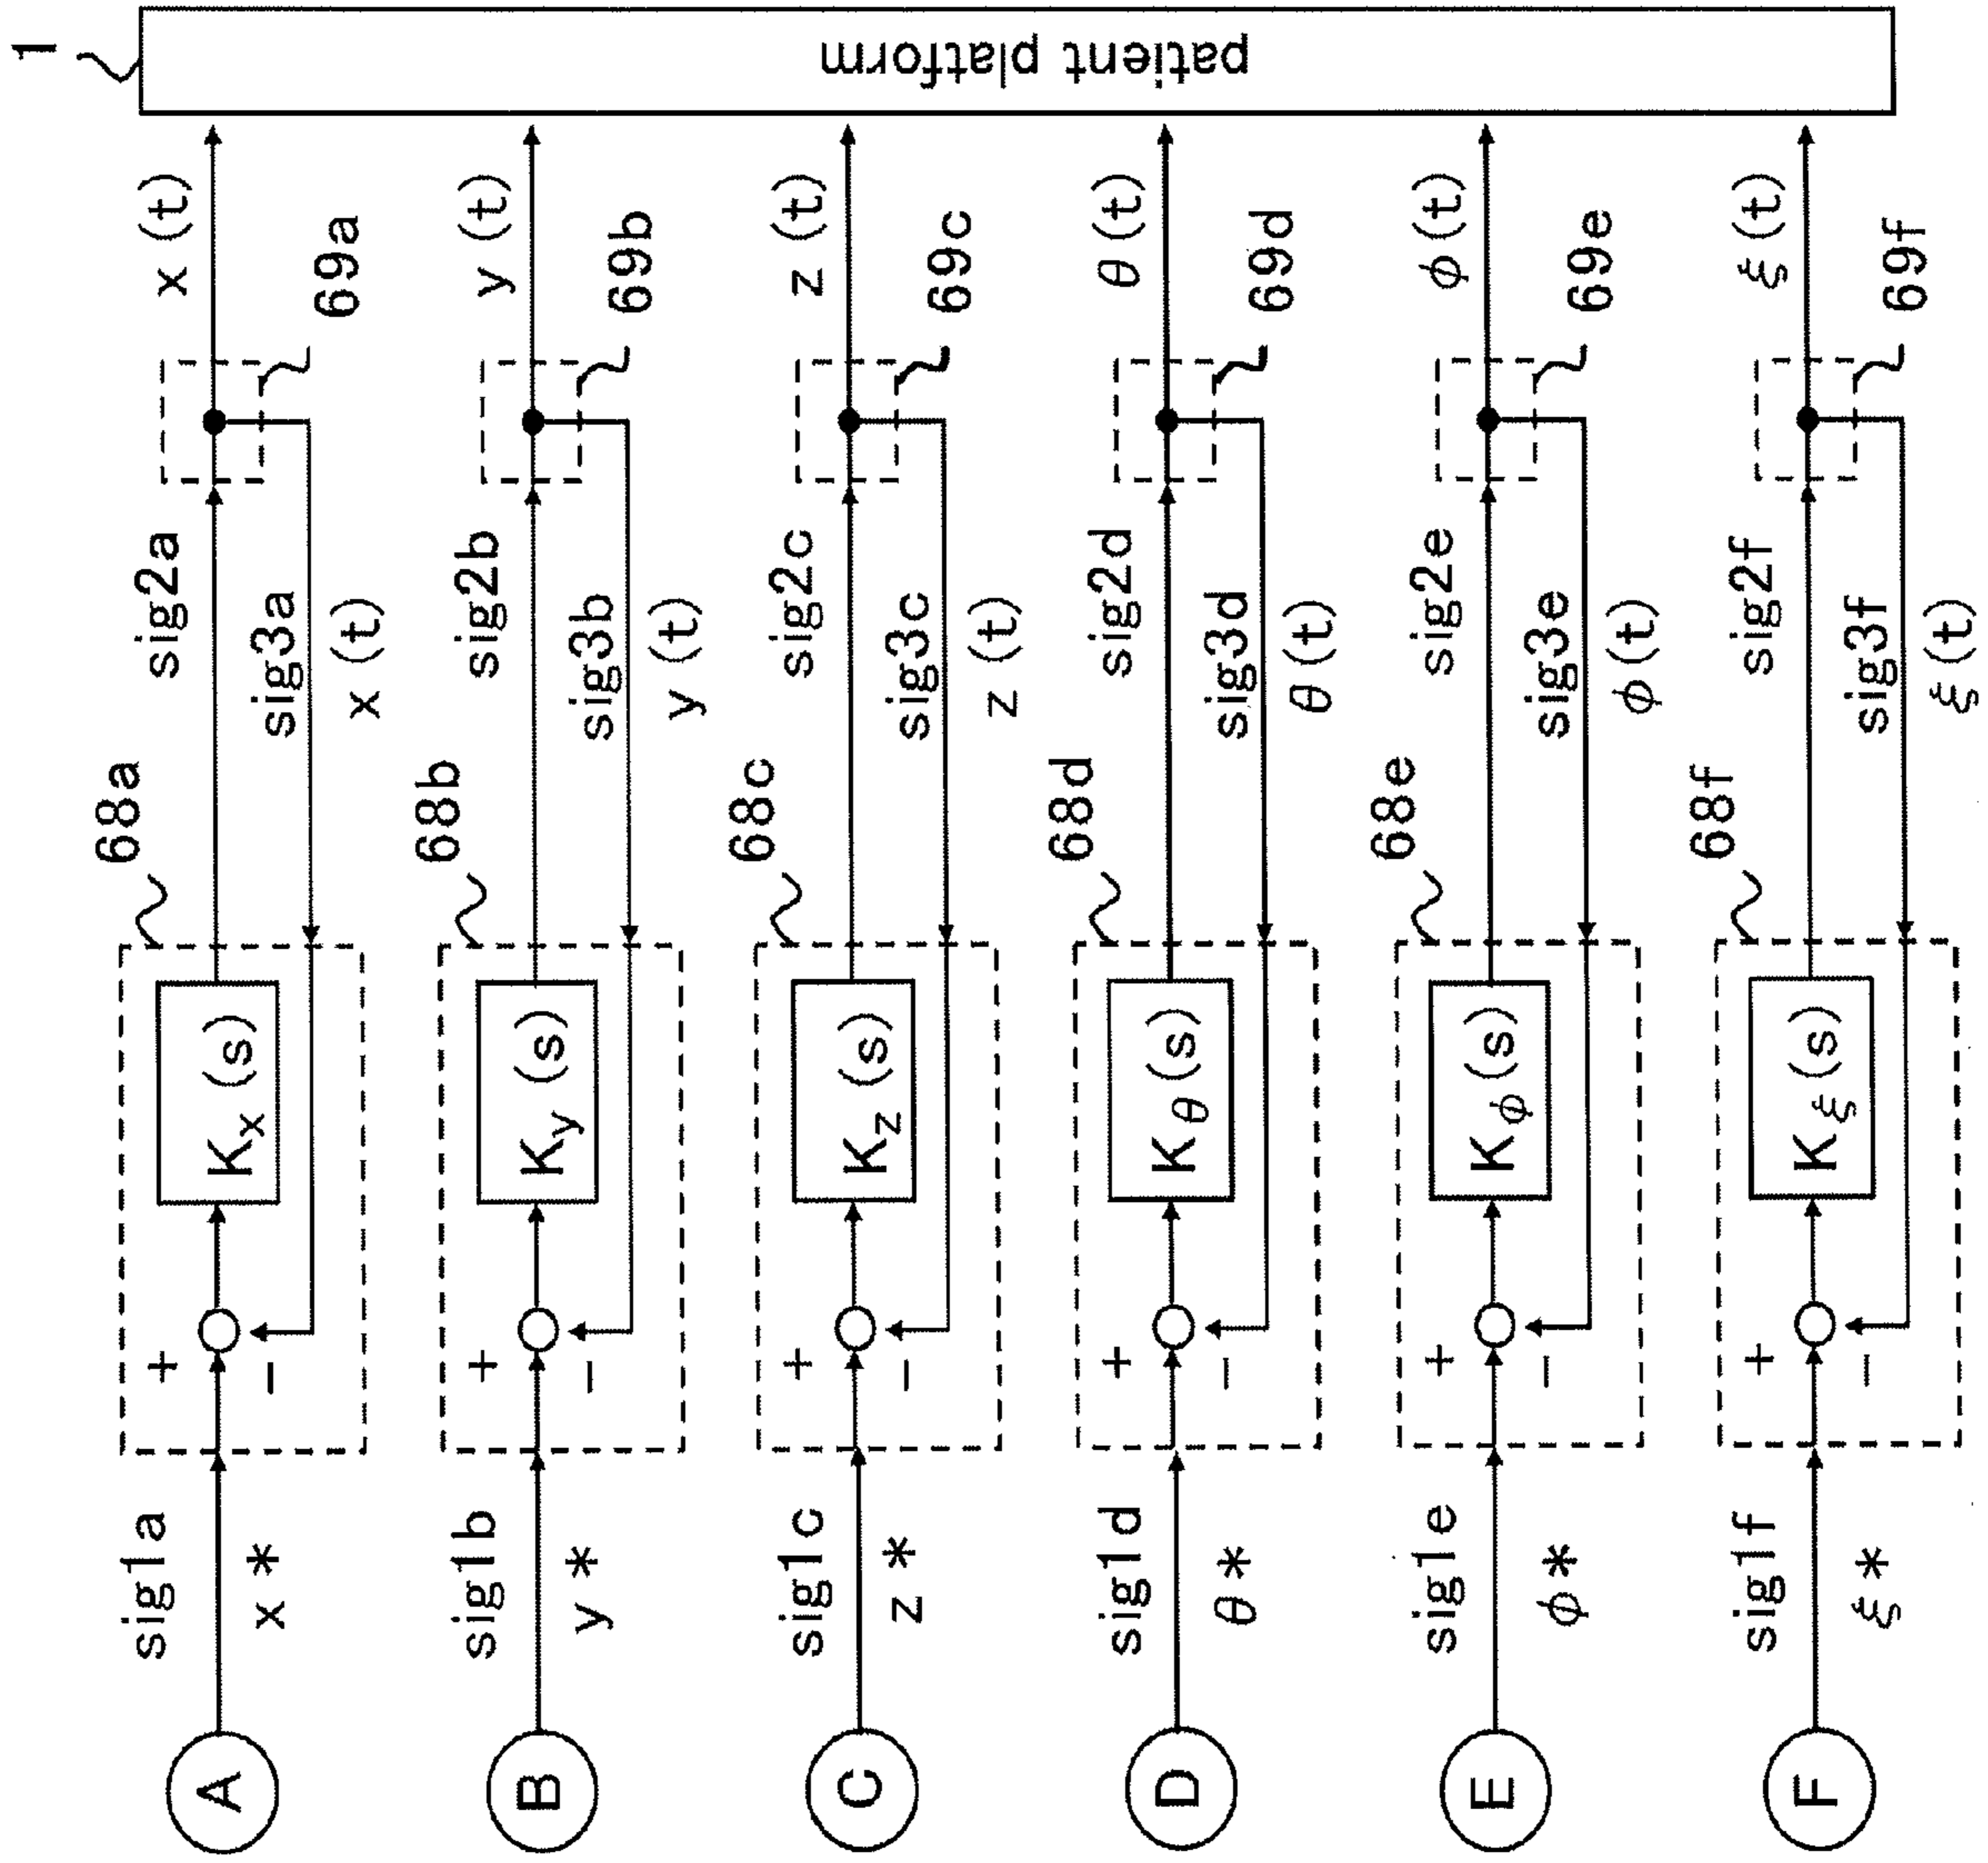 1
patient platform
A
sig1a
x*
68a
+
−
Kx(s)
sig2a
sig3a
x(t)
69a
x(t)
B
sig1b
y*
68b
+
−
Ky(s)
sig2b
sig3b
y(t)
69b
y(t)
C
sig1c
z*
68c
+
−
Kz(s)
sig2c
sig3c
z(t)
69c
z(t)
D
sig1d
θ*
68d
+
−
Kθ(s)
sig2d
sig3d
θ(t)
69d
θ(t)
E
sig1e
ϕ*
68e
+
−
Kϕ(s)
sig2e
sig3e
ϕ(t)
69e
ϕ(t)
F
sig1f
ξ*
68f
+
−
Kξ(s)
sig2f
sig3f
ξ(t)
69f
ξ(t)